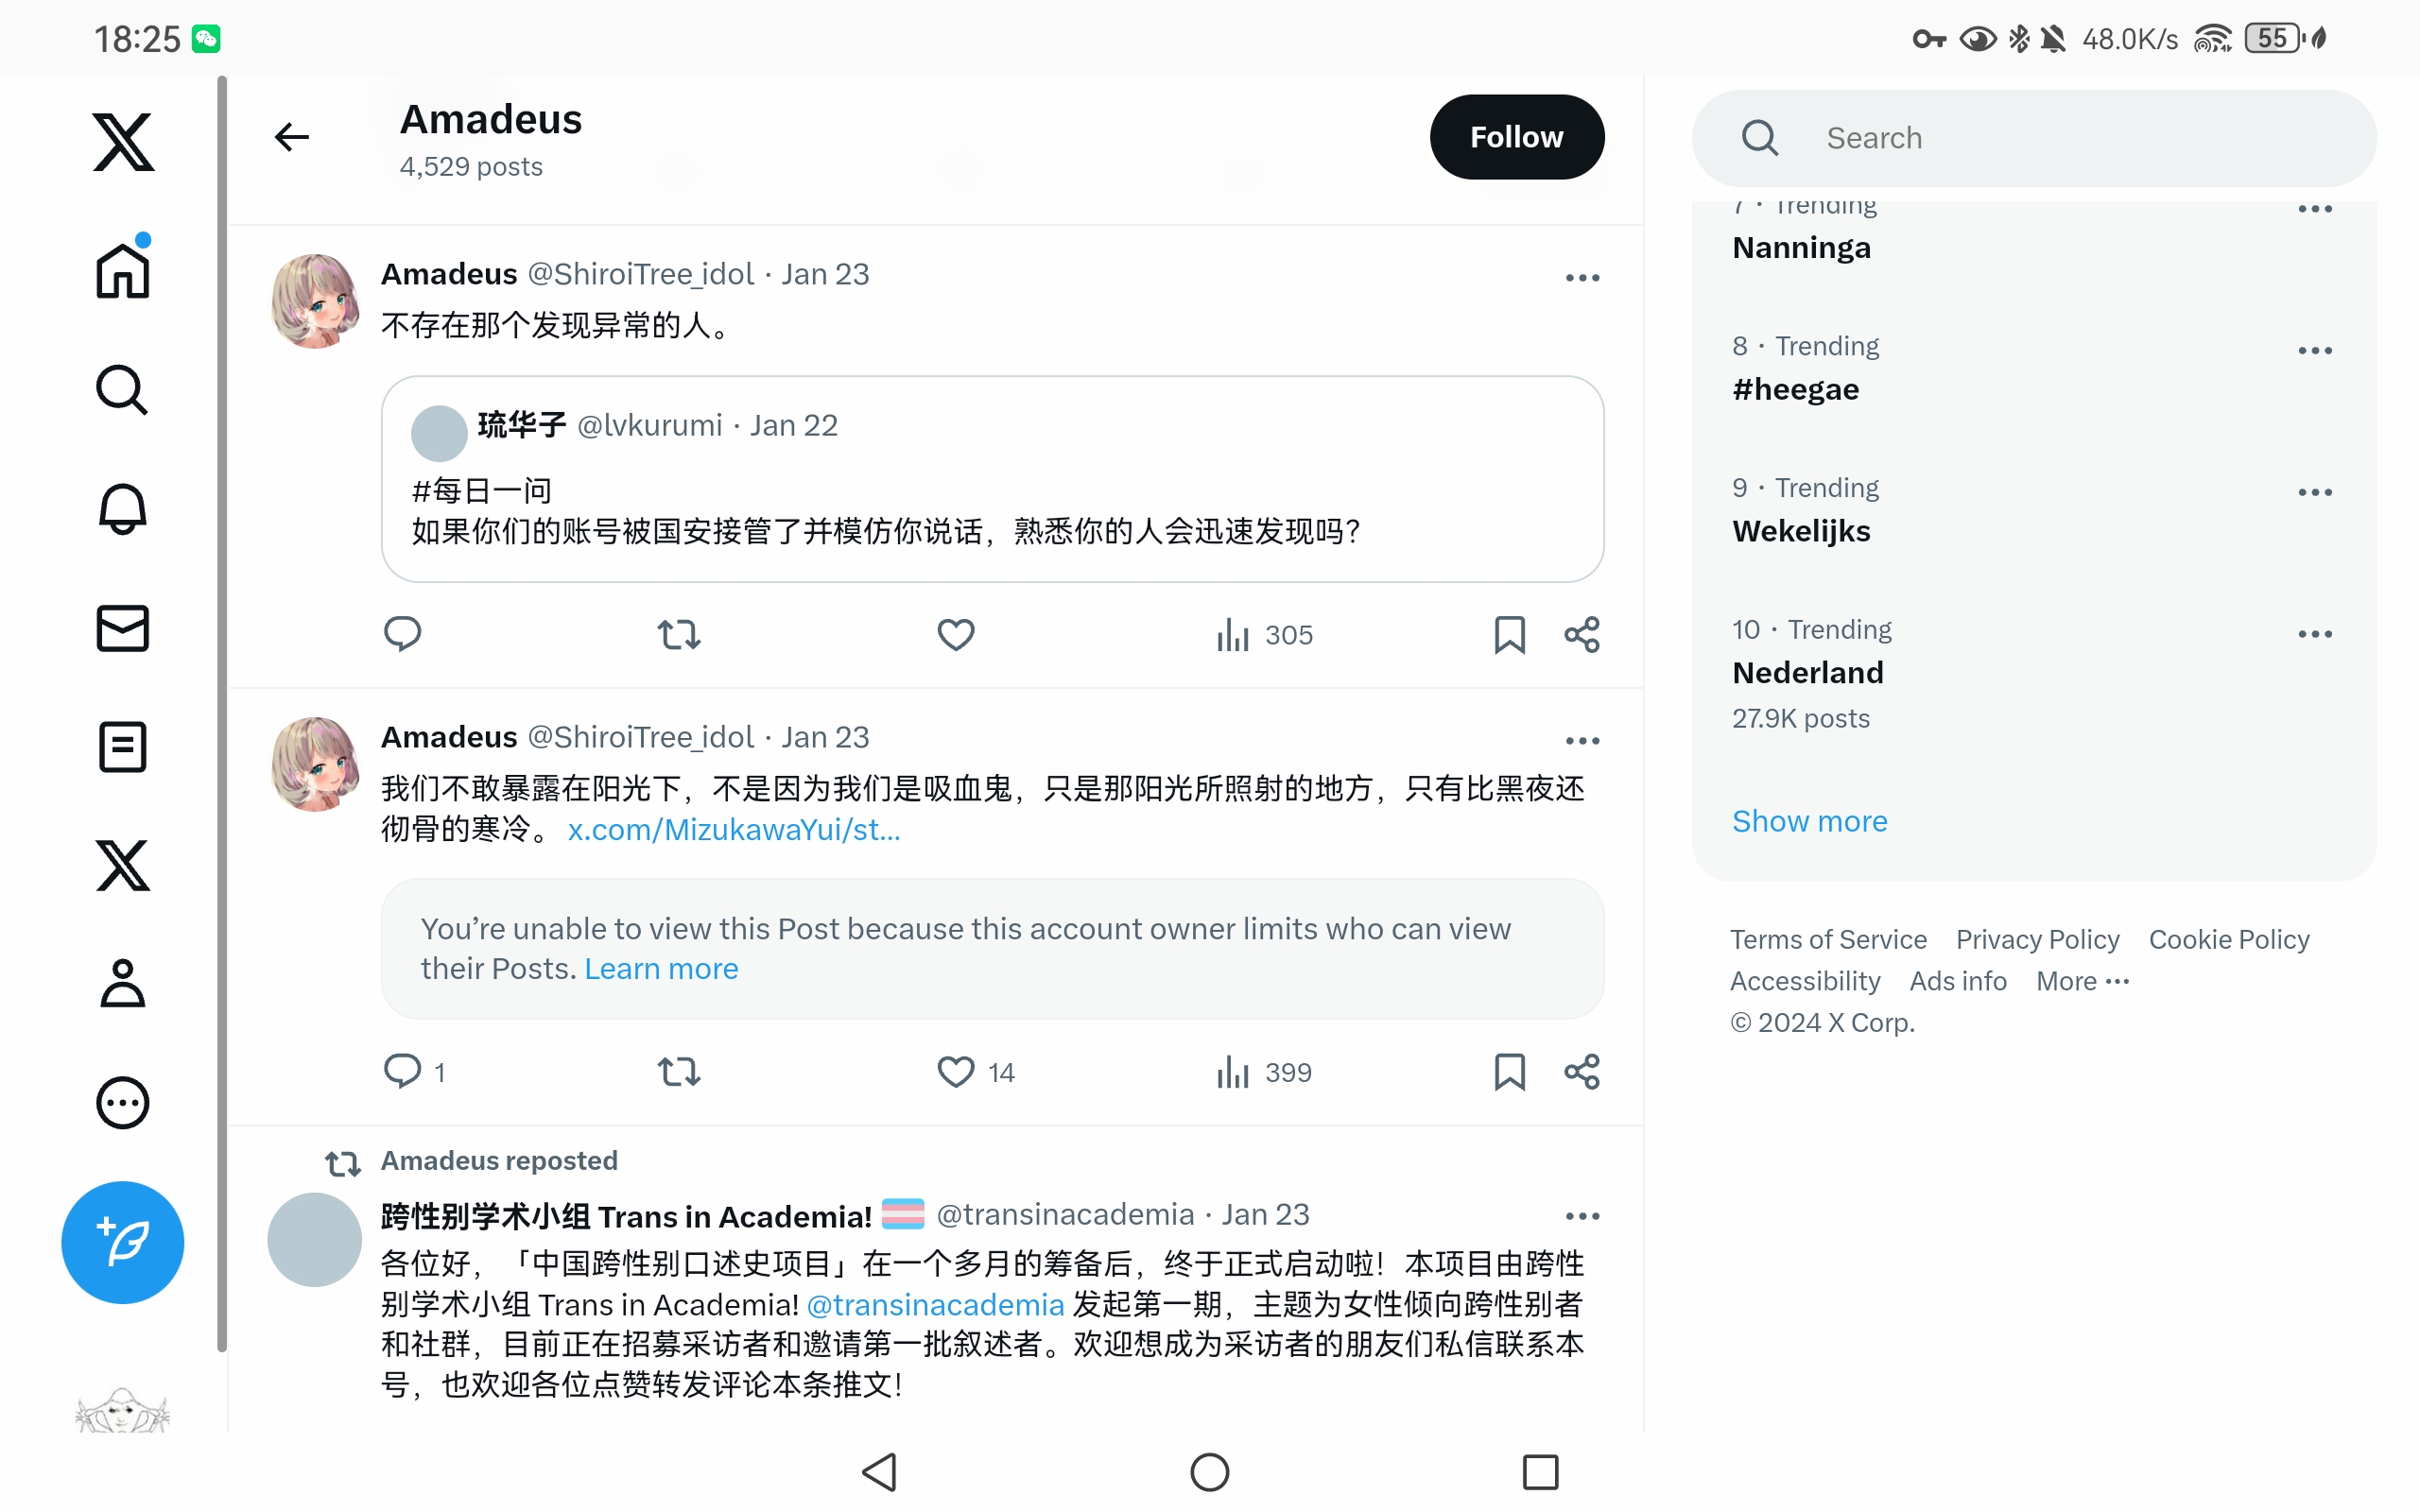 18:25
48.0K/s
55
Amadeus
4,529 posts
Follow
Amadeus @ShiroiTree_idol · Jan 23
不存在那个发现异常的人。
琉华子 @lvkurumi · Jan 22
#每日一问
如果你们的账号被国安接管了并模仿你说话，熟悉你的人会迅速发现吗？
305
Amadeus @ShiroiTree_idol · Jan 23
我们不敢暴露在阳光下，不是因为我们是吸血鬼，只是那阳光所照射的地方，只有比黑夜还
彻骨的寒冷。 x.com/MizukawaYui/st…
You’re unable to view this Post because this account owner limits who can view
their Posts. Learn more
1
14
399
Amadeus reposted
跨性别学术小组 Trans in Academia! @transinacademia · Jan 23
各位好，「中国跨性别口述史项目」在一个多月的筹备后，终于正式启动啦！本项目由跨性
别学术小组 Trans in Academia! @transinacademia 发起第一期，主题为女性倾向跨性别者
和社群，目前正在招募采访者和邀请第一批叙述者。欢迎想成为采访者的朋友们私信联系本
号，也欢迎各位点赞转发评论本条推文！
Search
7 · Trending
Nanninga
8 · Trending
#heegae
9 · Trending
Wekelijks
10 · Trending
Nederland
27.9K posts
Show more
Terms of Service Privacy Policy Cookie Policy
Accessibility Ads info More ···
© 2024 X Corp.